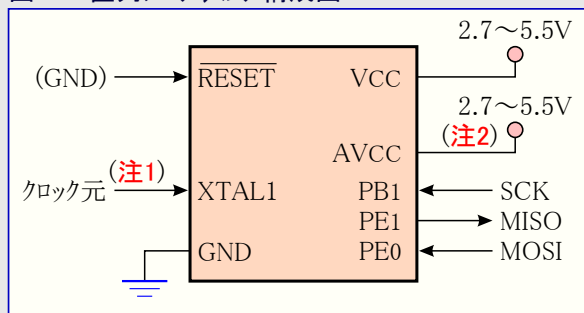 2.7～5.5V
(GND)
RESET
VCC
2.7～5.5V
(注2)
AVCC
クロック元
(注1)
XTAL1
PB1
SCK
PE1
MISO
GND
PE0
MOSI